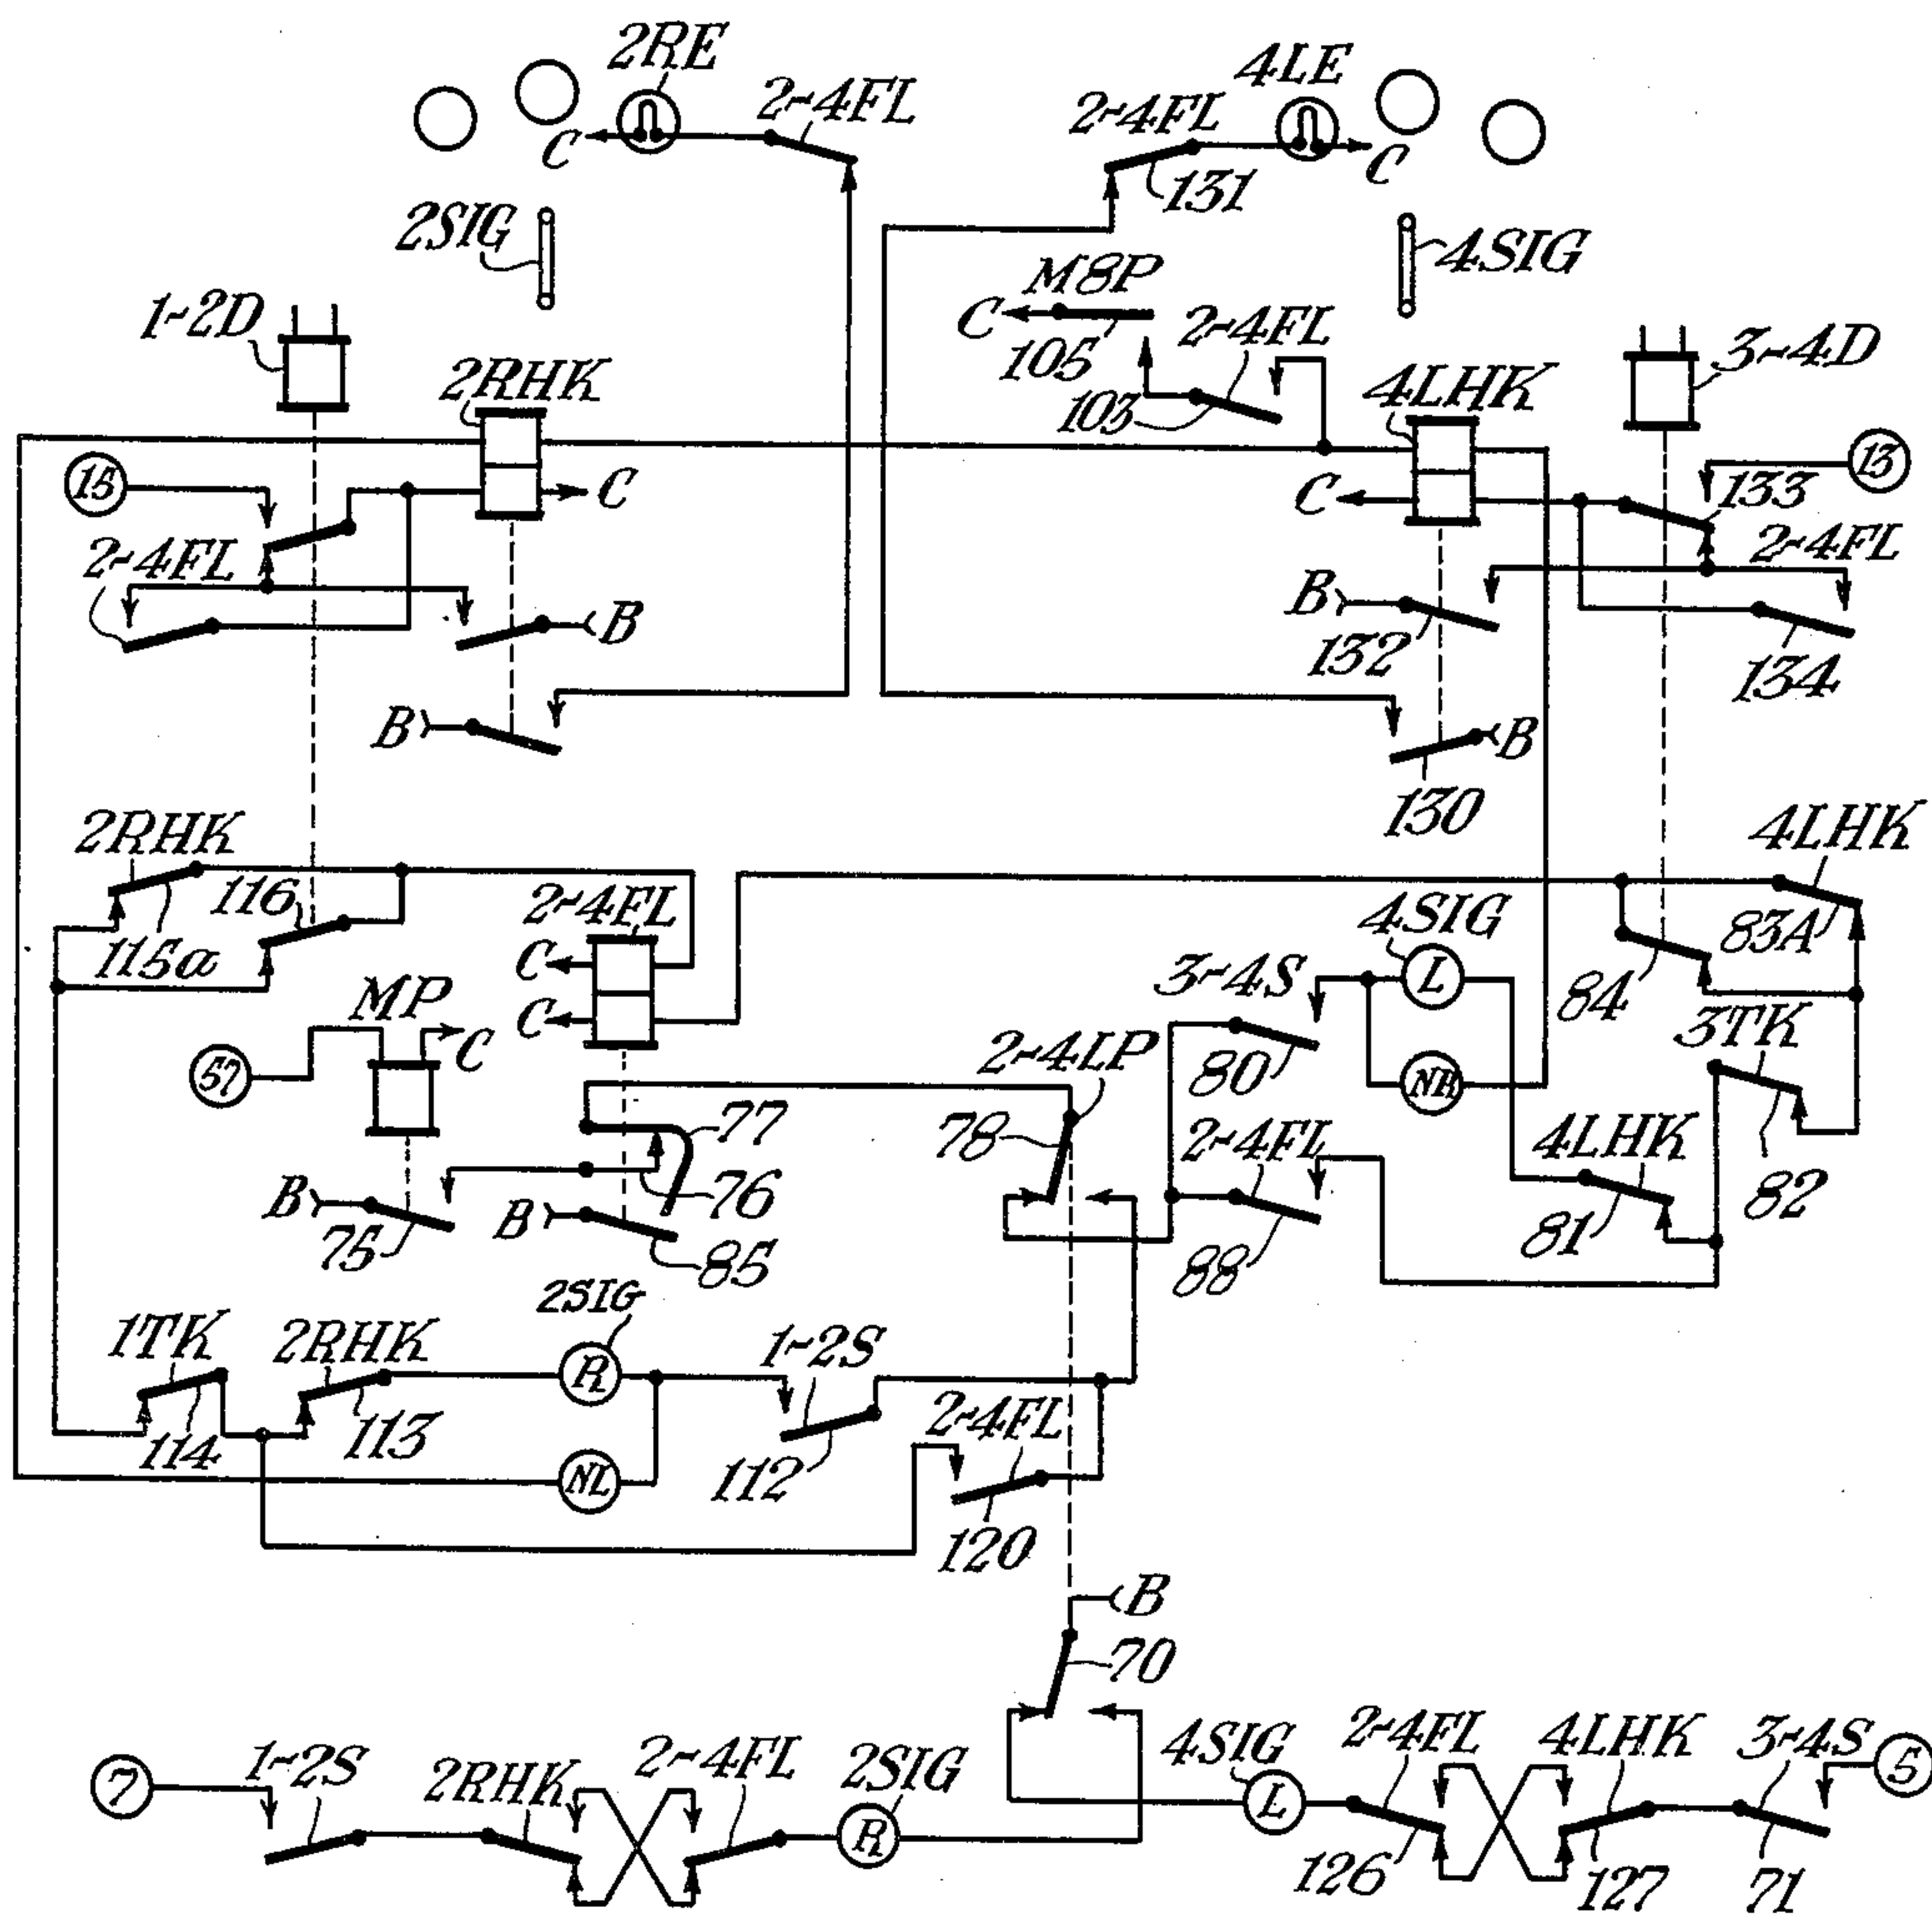 2RE
4LE
2-4FL
2-4FL
C
C
131
2SIG
4SIG
M8P
1-2D
C
2-4FL
3-4D
105
2RHK
4LHK
103
15
C
C
13
133
2-4FL
2-4FL
B
B
132
134
B
B
130
2RHK
4LHK
116
2-4FL
4SIG
83A
115a
C
L
3-4S
84
MP
C
C
3TK
2-4LP
57
80
NR
77
78
2-4FL
4LHK
76
B
82
B
75
81
85
88
2SIG
1TK
2RHK
1-2S
R
2-4FL
114
113
112
NL
120
B
70
4SIG
2-4FL
4LHK
3-4S
1-2S
2-4FL
2SIG
5
7
2RHK
L
R
126
127
71